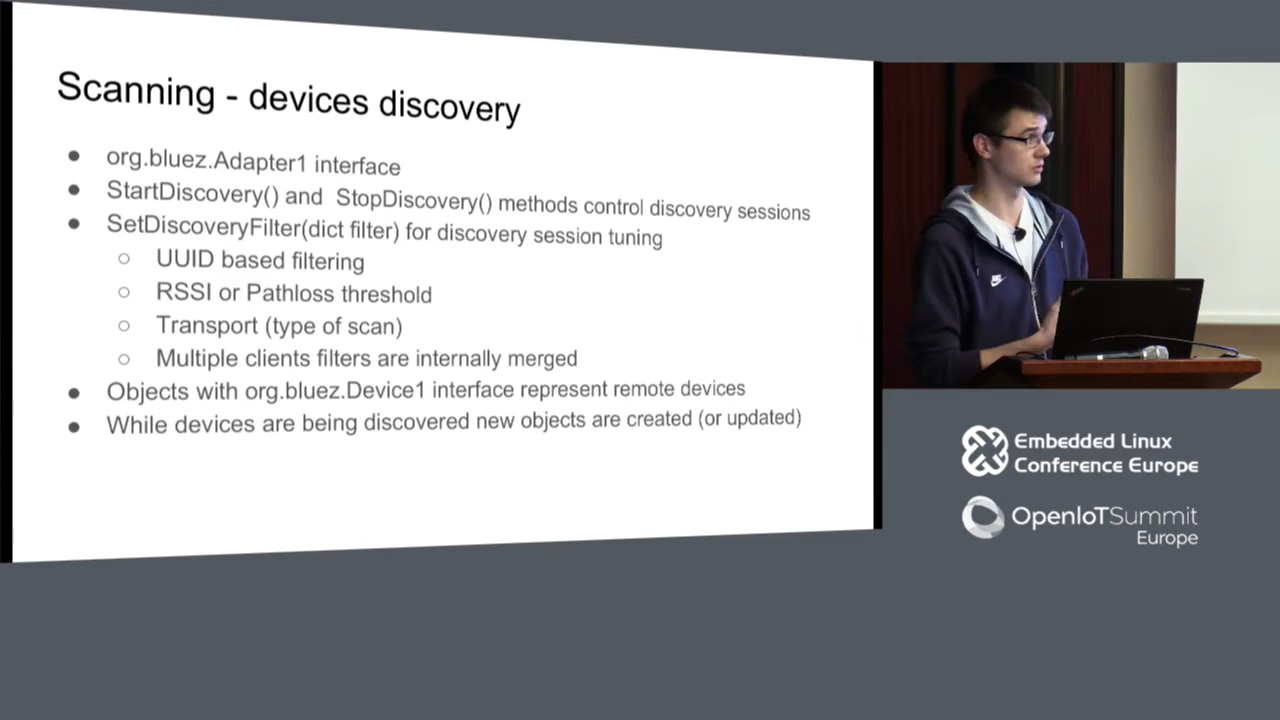 Scanning - devices discovery
● org.bluez.Adapter1 interface
● StartDiscovery() and StopDiscovery() methods control discovery sessions
● SetDiscoveryFilter(dict filter) for discovery session tuning
○ UUID based filtering
○ RSSI or Pathloss threshold
○ Transport (type of scan)
○ Multiple clients filters are internally merged
● Objects with org.bluez.Device1 interface represent remote devices
● While devices are being discovered new objects are created (or updated)
Embedded Linux
Conference Europe
OpenIoTSummit
Europe